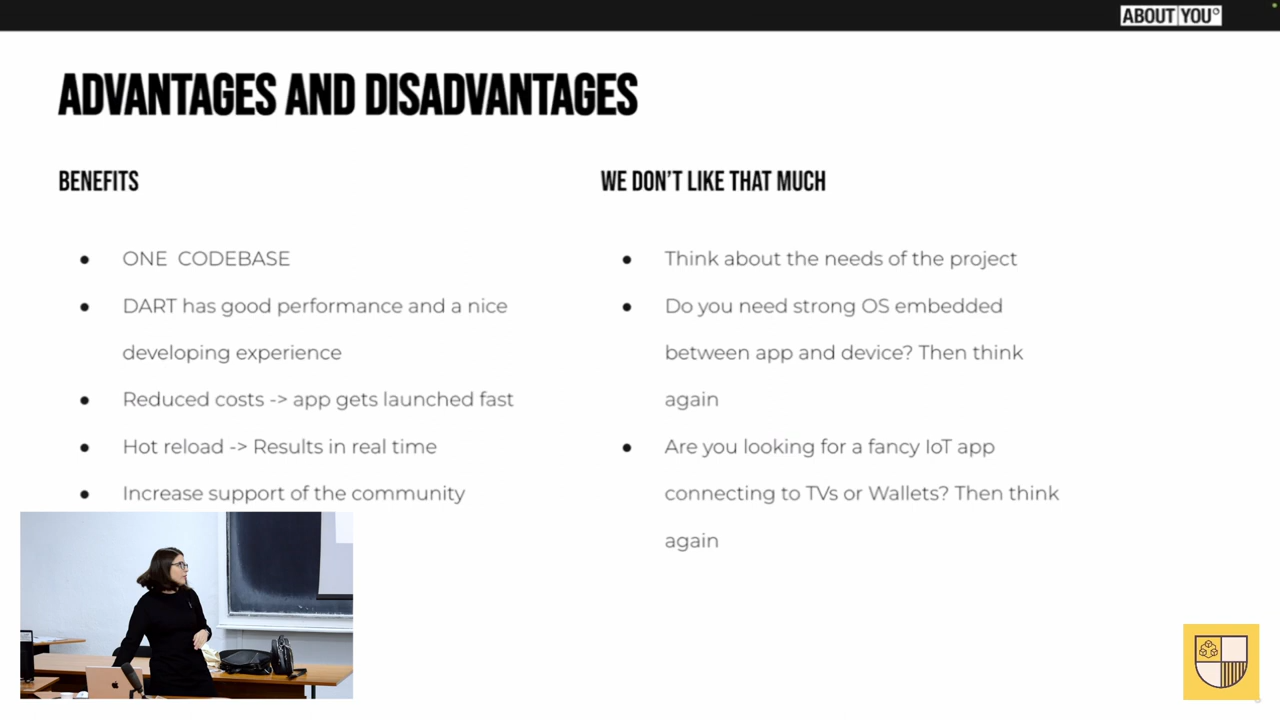 ABOUT YOU°
ADVANTAGES AND DISADVANTAGES
BENEFITS
ONE CODEBASE
DART has good performance and a nice
developing experience
Reduced costs -> app gets launched fast
Hot reload -> Results in real time
Increase support of the community
WE DON'T LIKE THAT MUCH
Think about the needs of the project
Do you need strong OS embedded
between app and device? Then think
again
Are you looking for a fancy IoT app
connecting to TVs or Wallets? Then think
again